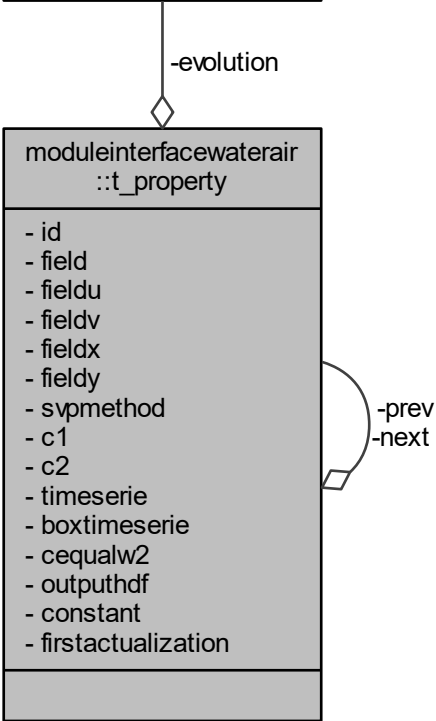 -evolution
moduleinterfacewaterair
::t_property
- id
- field
- fieldu
- fieldv
- fieldx
- fieldy
- svpmethod
- c1
- c2
- timeserie
- boxtimeserie
- cequalw2
- outputhdf
- constant
- firstactualization
-prev
-next